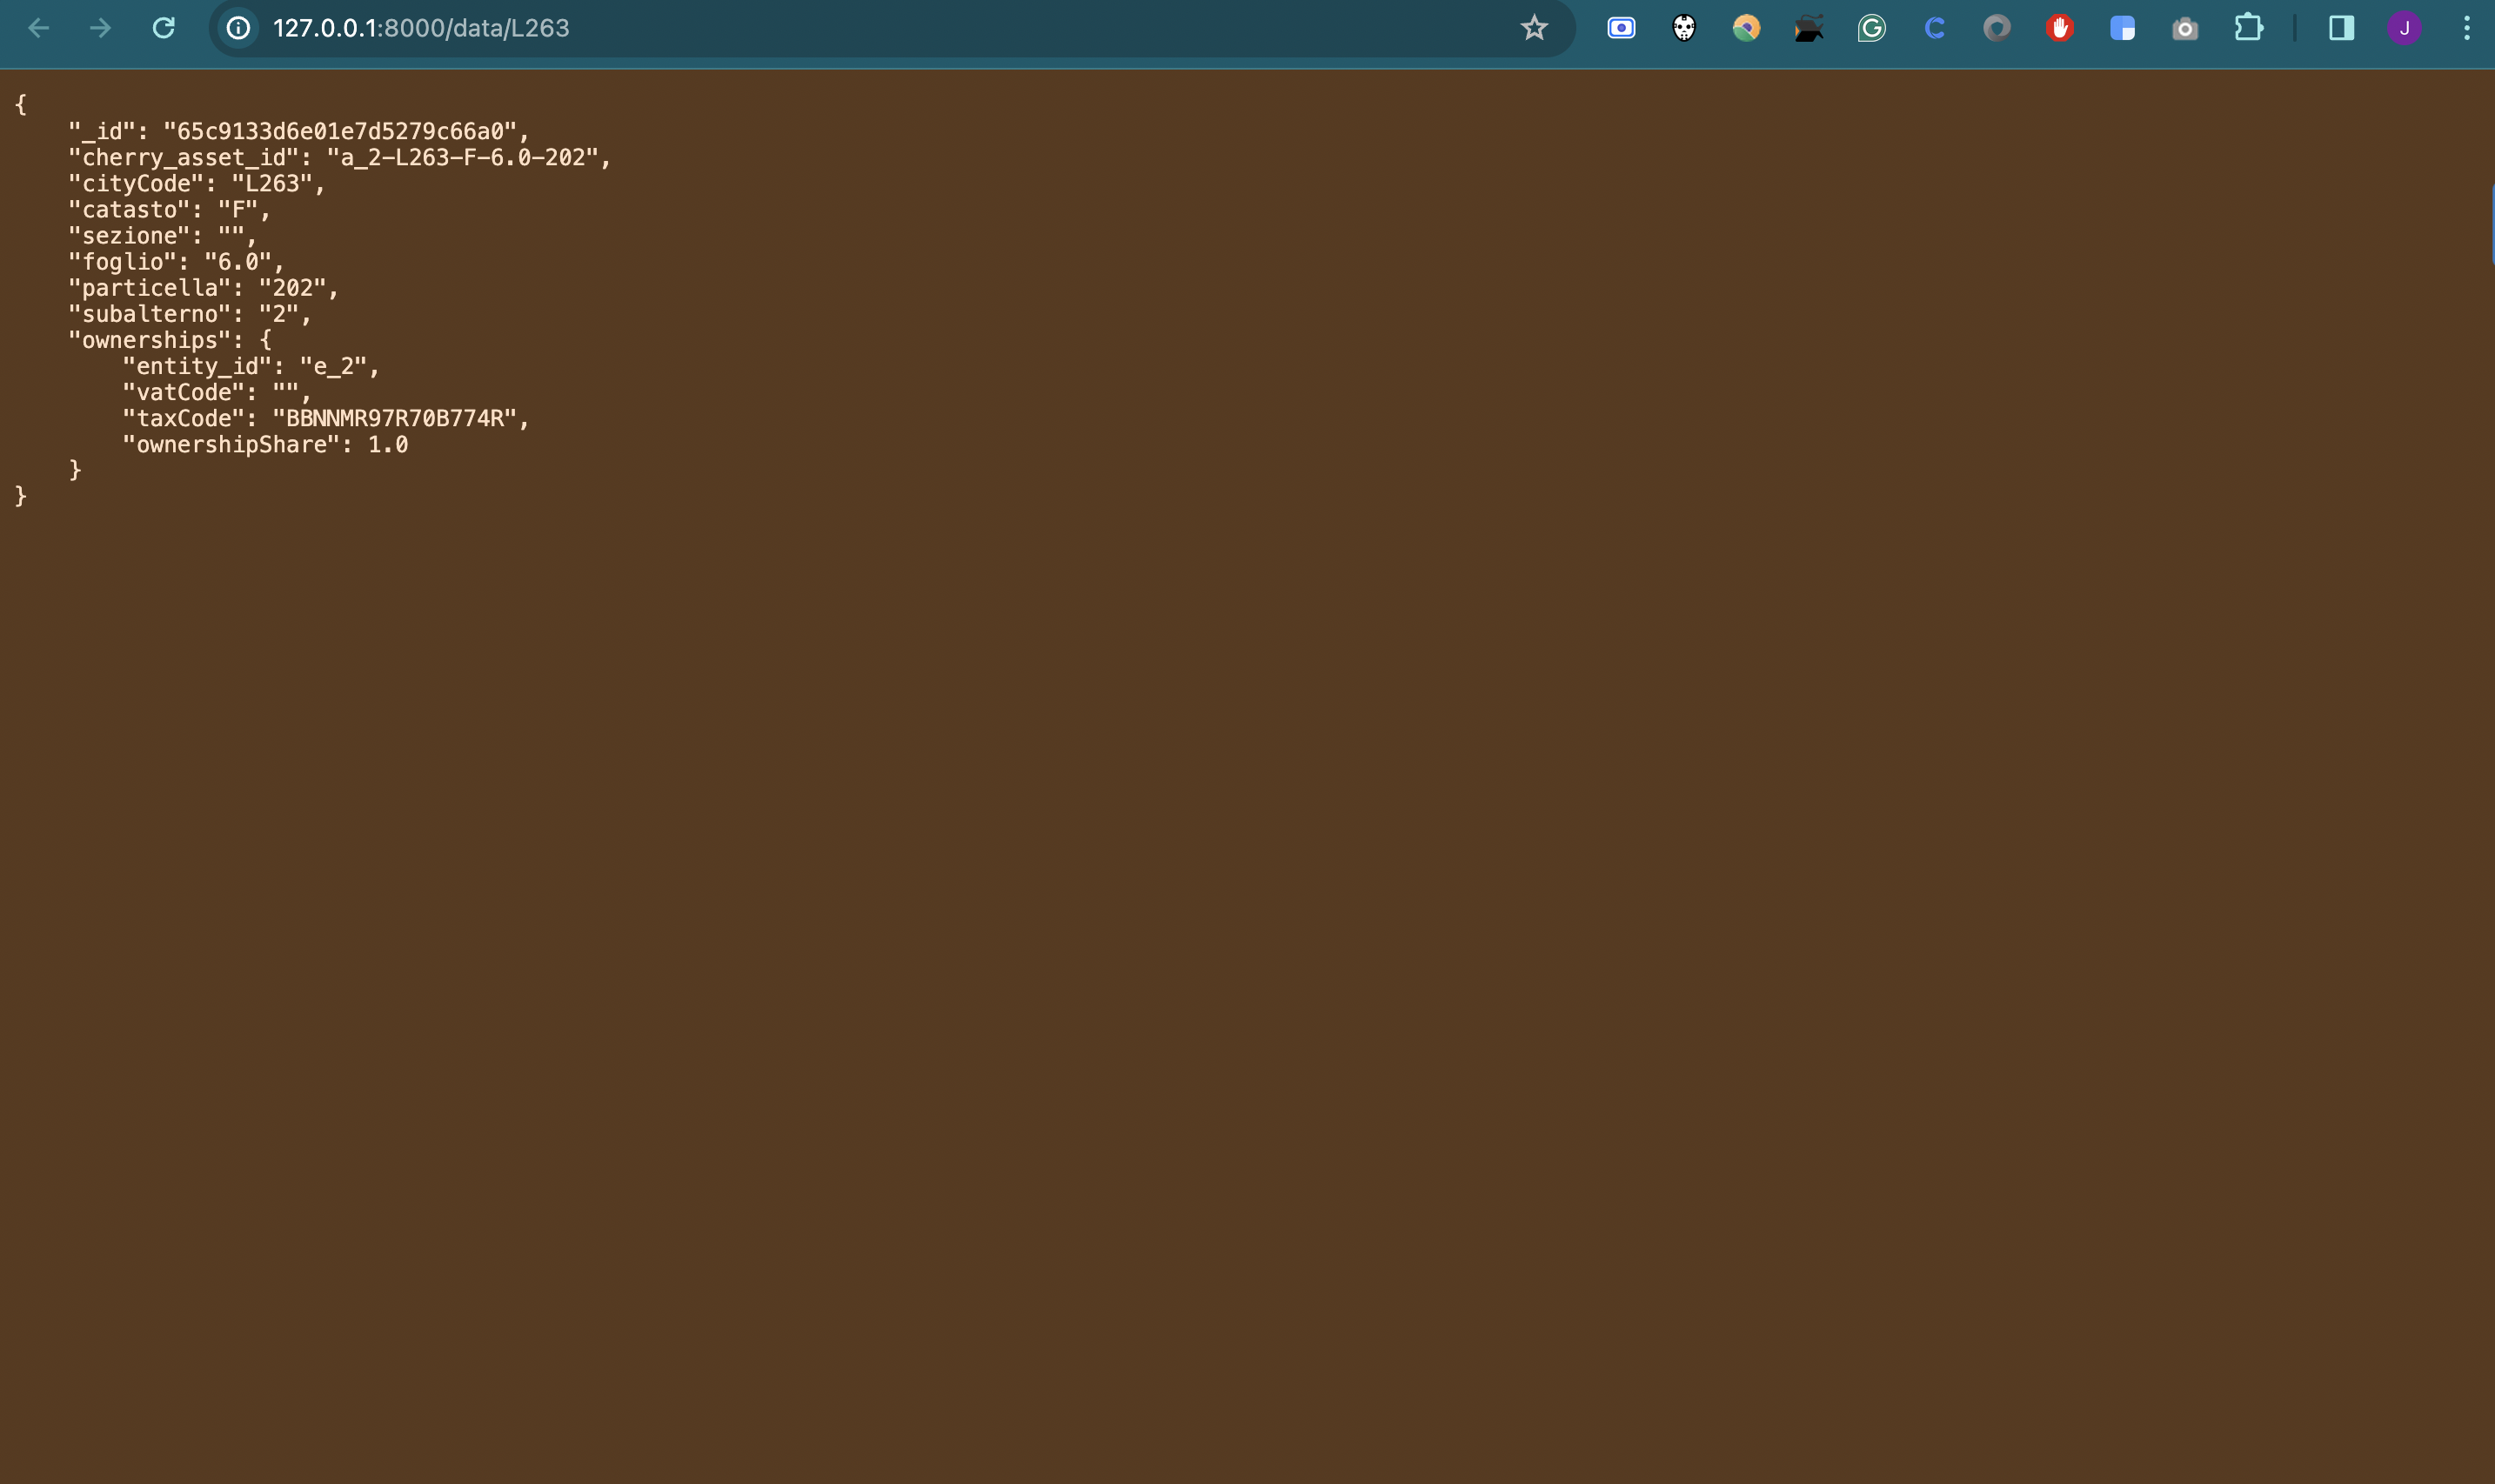 127.0.0.1:8000/data/L263
J
{
"_id": "65c9133d6e01e7d5279c66a0",
"cherry_asset_id": "a_2-L263-F-6.0-202",
"cityCode": "L263",
"catasto": "F",
"sezione": "",
"foglio": "6.0",
"particella": "202",
"subalterno": "2",
"ownerships": {
"entity_id": "e_2",
"vatCode": "",
"taxCode": "BBNNMR97R70B774R",
"ownershipShare": 1.0
}
}